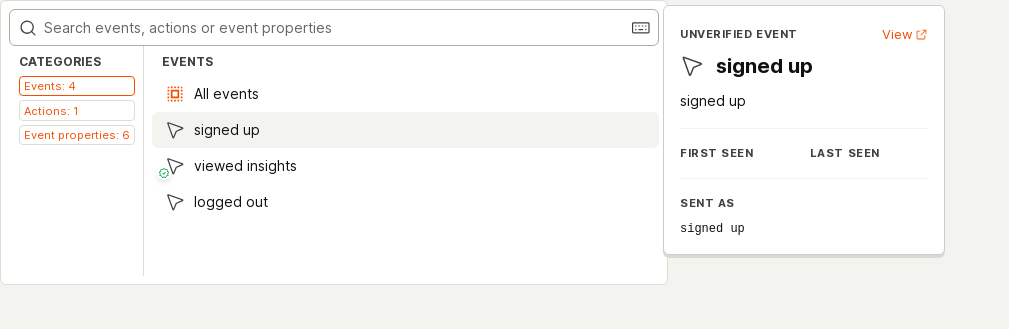 Search events, actions or event properties
CATEGORIES
Events: 4
Actions: 1
Event properties: 6
EVENTS
All events
signed up
viewed insights
logged out
UNVERIFIED EVENT
View
signed up
signed up
FIRST SEEN
LAST SEEN
SENT AS
signed up